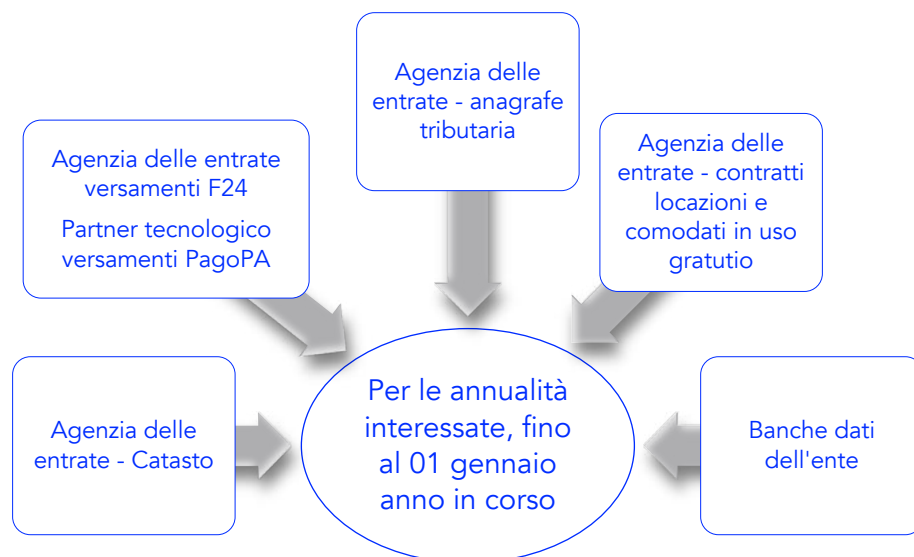 Agenzia delle
entrate - anagrafe
tributaria
Agenzia delle entrate
versamenti F24
Partner tecnologico
versamenti PagoPA
Agenzia delle
entrate - contratti
locazioni e
comodati in uso
gratutio
Agenzia delle
entrate - Catasto
Per le annualità
interessate, fino
al 01 gennaio
anno in corso
Banche dati
dell'ente